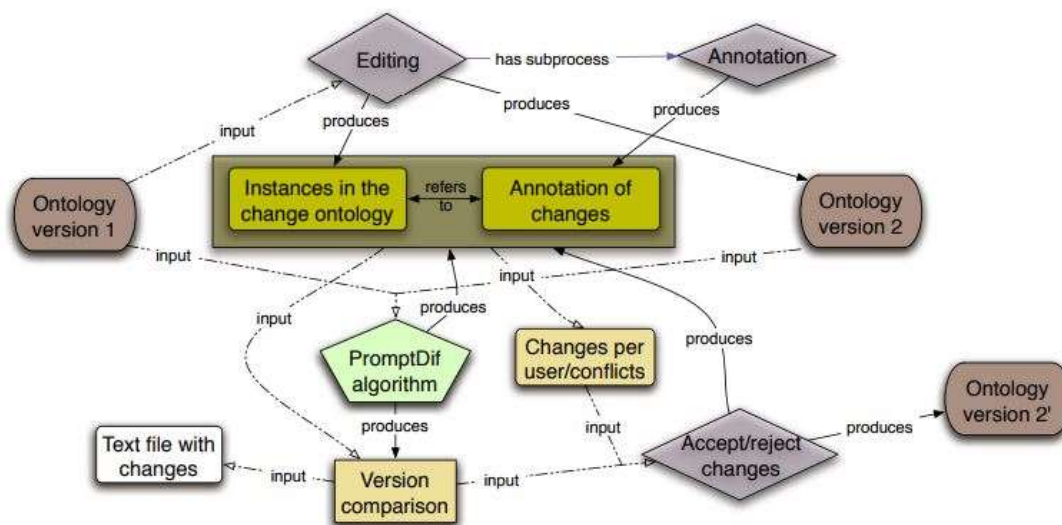 Editing
has subprocess
Annotation
produces
produces
produces
input
Instances in the
change ontology
refers
to
Annotation of
changes
Ontology
version 1
Ontology
version 2
input
input
input
input
produces
PromptDif
algorithm
Changes per
user/conflicts
produces
Ontology
version 2'
produces
input
Accept/reject
changes
produces
Text file with
changes
input
Version
comparison
input